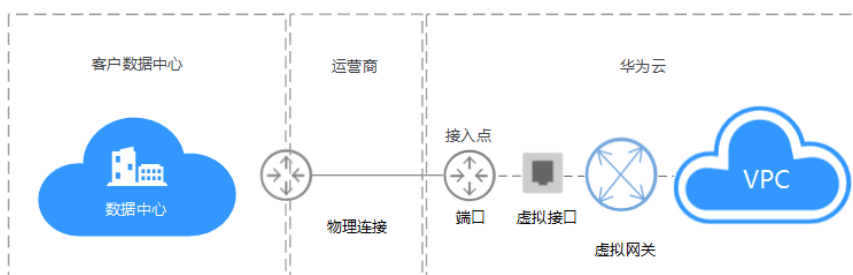 客户数据中心
运营商
华为云
接入点
数据中心
VPC
物理连接
端口
虚拟接口
虚拟网关